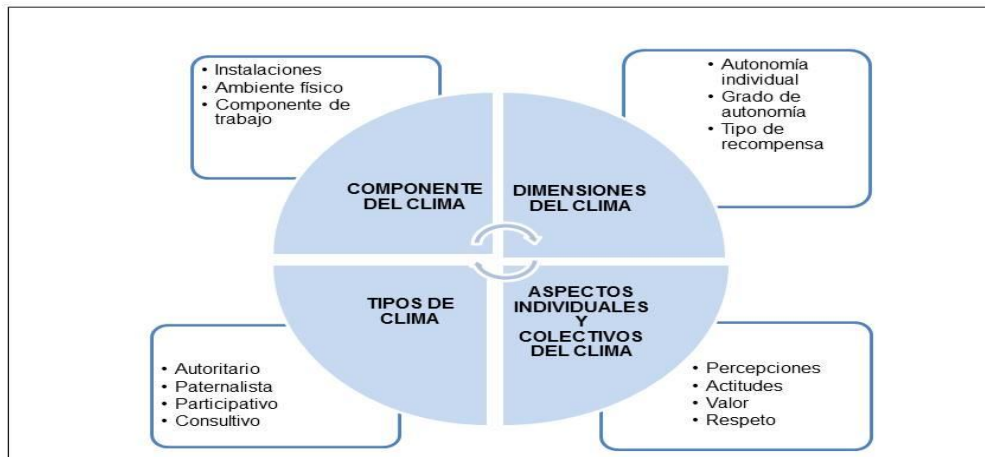 • Instalaciones
• Ambiente físico
• Componente de
trabajo
• Autonomía
individual
• Grado de
autonomía
• Tipo de
recompensa
COMPONENTE
DEL CLIMA
DIMENSIONES
DEL CLIMA
TIPOS DE
CLIMA
ASPECTOS
INDIVIDUALES
Y
COLECTIVOS
DEL CLIMA
• Autoritario
• Paternalista
• Participativo
• Consultivo
• Percepciones
• Actitudes
• Valor
• Respeto